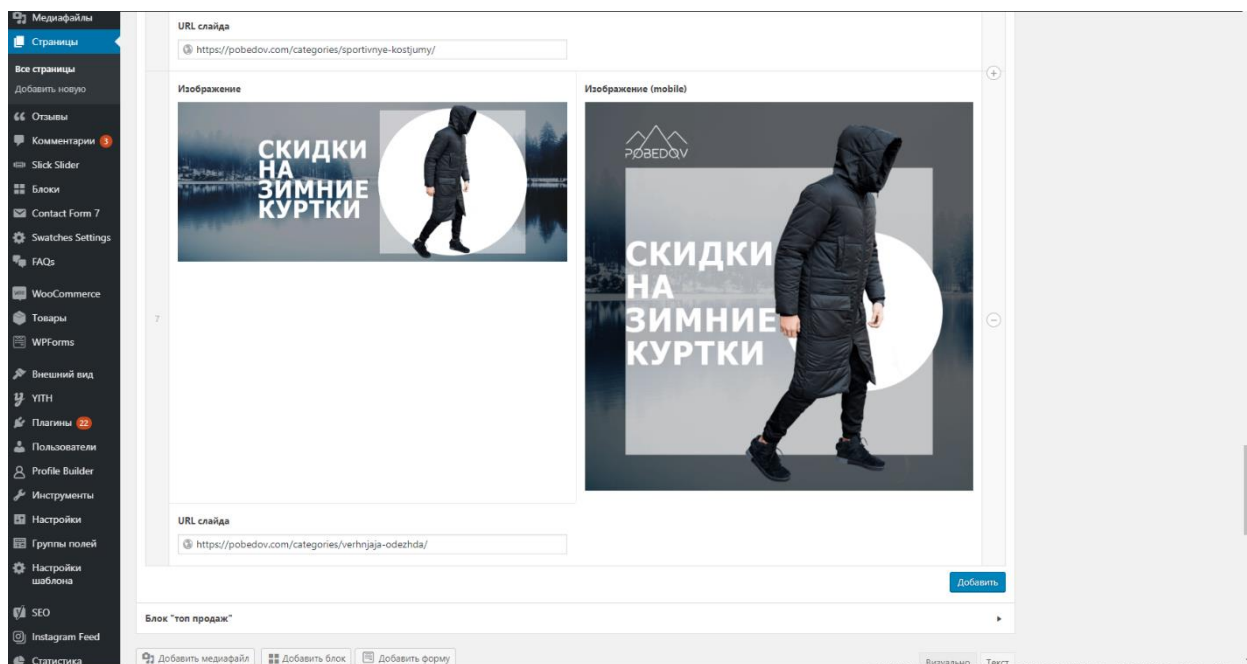 Медиафайлы
Страницы
Все страницы
Добавить новую
Отзывы
Комментарии 3
Slick Slider
Блоки
Contact Form 7
Swatches Settings
FAQs
WooCommerce
Товары
WPForms
Внешний вид
YITH
Плагины 22
Пользователи
Profile Builder
Инструменты
Настройки
Группы полей
Настройки
шаблона
SEO
Instagram Feed
Статистика
URL слайда
https://pobedov.com/categories/sportivnye-kostjumy/
Изображение
СКИДКИ
НА
ЗИМНИЕ
КУРТКИ
Изображение (mobile)
POBEDOV
СКИДКИ
НА
ЗИМНИЕ
КУРТКИ
7
URL слайда
https://pobedov.com/categories/verhnjaja-odezhda/
Добавить
Блок "топ продаж"
Добавить медиафайл
Добавить блок
Добавить форму
Визуально
Текст